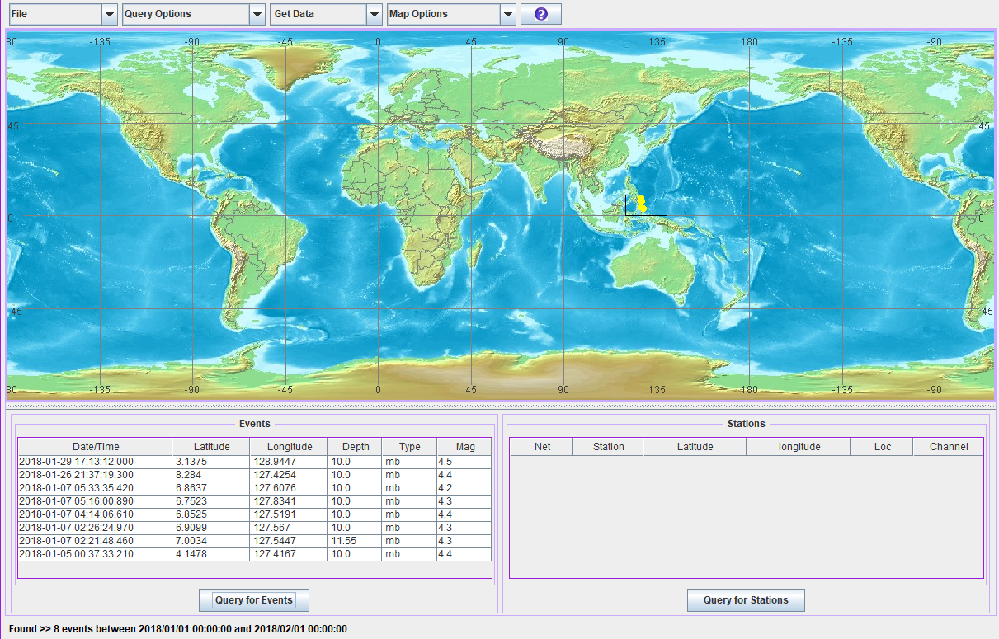 File Query Options Get Data Map Options ?
30 -135 -90 -45 0 45 90 135 180 -135 -90
45 45
0 0
-45 -45
30 -135 -90 -45 0 45 90 135 180 -135 -90
Events Stations
Date/Time Latitude Longitude Depth Type Mag Net Station Latitude longitude Loc Channel
2018-01-29 17:13:12.000 3.1375 128.9447 10.0 mb 4.5
2018-01-26 21:37:19.300 8.284 127.4254 10.0 mb 4.4
2018-01-07 05:33:35.420 6.8637 127.6076 10.0 mb 4.2
2018-01-07 05:16:00.890 6.7523 127.8341 10.0 mb 4.3
2018-01-07 04:14:06.610 6.8525 127.5191 10.0 mb 4.4
2018-01-07 02:26:24.970 6.9099 127.567 10.0 mb 4.3
2018-01-07 02:21:48.460 7.0034 127.5447 11.55 mb 4.3
2018-01-05 00:37:33.210 4.1478 127.4167 10.0 mb 4.4
Query for Events Query for Stations
Found >> 8 events between 2018/01/01 00:00:00 and 2018/02/01 00:00:00